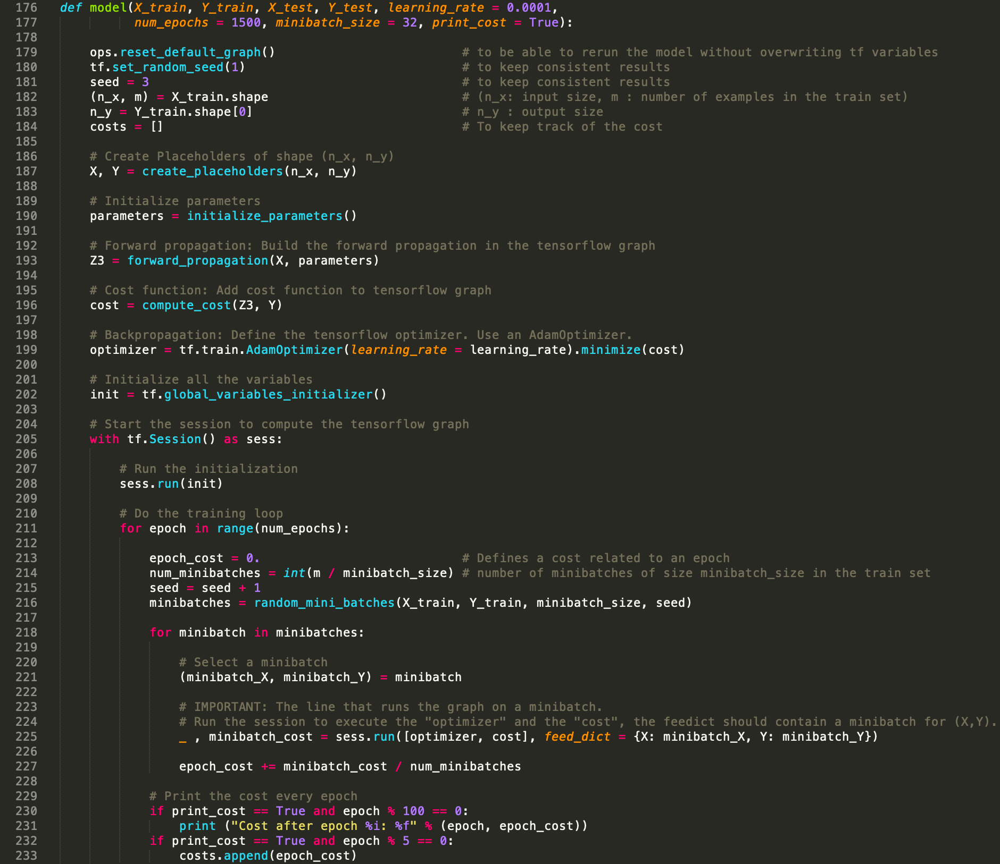 176 def model(X_train, Y_train, X_test, Y_test, learning_rate = 0.0001,
177           num_epochs = 1500, minibatch_size = 32, print_cost = True):
178
179     ops.reset_default_graph()                         # to be able to rerun the model without overwriting tf variables
180     tf.set_random_seed(1)                             # to keep consistent results
181     seed = 3                                          # to keep consistent results
182     (n_x, m) = X_train.shape                          # (n_x: input size, m : number of examples in the train set)
183     n_y = Y_train.shape[0]                            # n_y : output size
184     costs = []                                        # To keep track of the cost
185
186     # Create Placeholders of shape (n_x, n_y)
187     X, Y = create_placeholders(n_x, n_y)
188
189     # Initialize parameters
190     parameters = initialize_parameters()
191
192     # Forward propagation: Build the forward propagation in the tensorflow graph
193     Z3 = forward_propagation(X, parameters)
194
195     # Cost function: Add cost function to tensorflow graph
196     cost = compute_cost(Z3, Y)
197
198     # Backpropagation: Define the tensorflow optimizer. Use an AdamOptimizer.
199     optimizer = tf.train.AdamOptimizer(learning_rate = learning_rate).minimize(cost)
200
201     # Initialize all the variables
202     init = tf.global_variables_initializer()
203
204     # Start the session to compute the tensorflow graph
205     with tf.Session() as sess:
206
207         # Run the initialization
208         sess.run(init)
209
210         # Do the training loop
211         for epoch in range(num_epochs):
212
213             epoch_cost = 0.                           # Defines a cost related to an epoch
214             num_minibatches = int(m / minibatch_size) # number of minibatches of size minibatch_size in the train set
215             seed = seed + 1
216             minibatches = random_mini_batches(X_train, Y_train, minibatch_size, seed)
217
218             for minibatch in minibatches:
219
220                 # Select a minibatch
221                 (minibatch_X, minibatch_Y) = minibatch
222
223                 # IMPORTANT: The line that runs the graph on a minibatch.
224                 # Run the session to execute the "optimizer" and the "cost", the feedict should contain a minibatch for (X,Y).
225                 _ , minibatch_cost = sess.run([optimizer, cost], feed_dict = {X: minibatch_X, Y: minibatch_Y})
226
227                 epoch_cost += minibatch_cost / num_minibatches
228
229             # Print the cost every epoch
230             if print_cost == True and epoch % 100 == 0:
231                 print ("Cost after epoch %i: %f" % (epoch, epoch_cost))
232             if print_cost == True and epoch % 5 == 0:
233                 costs.append(epoch_cost)